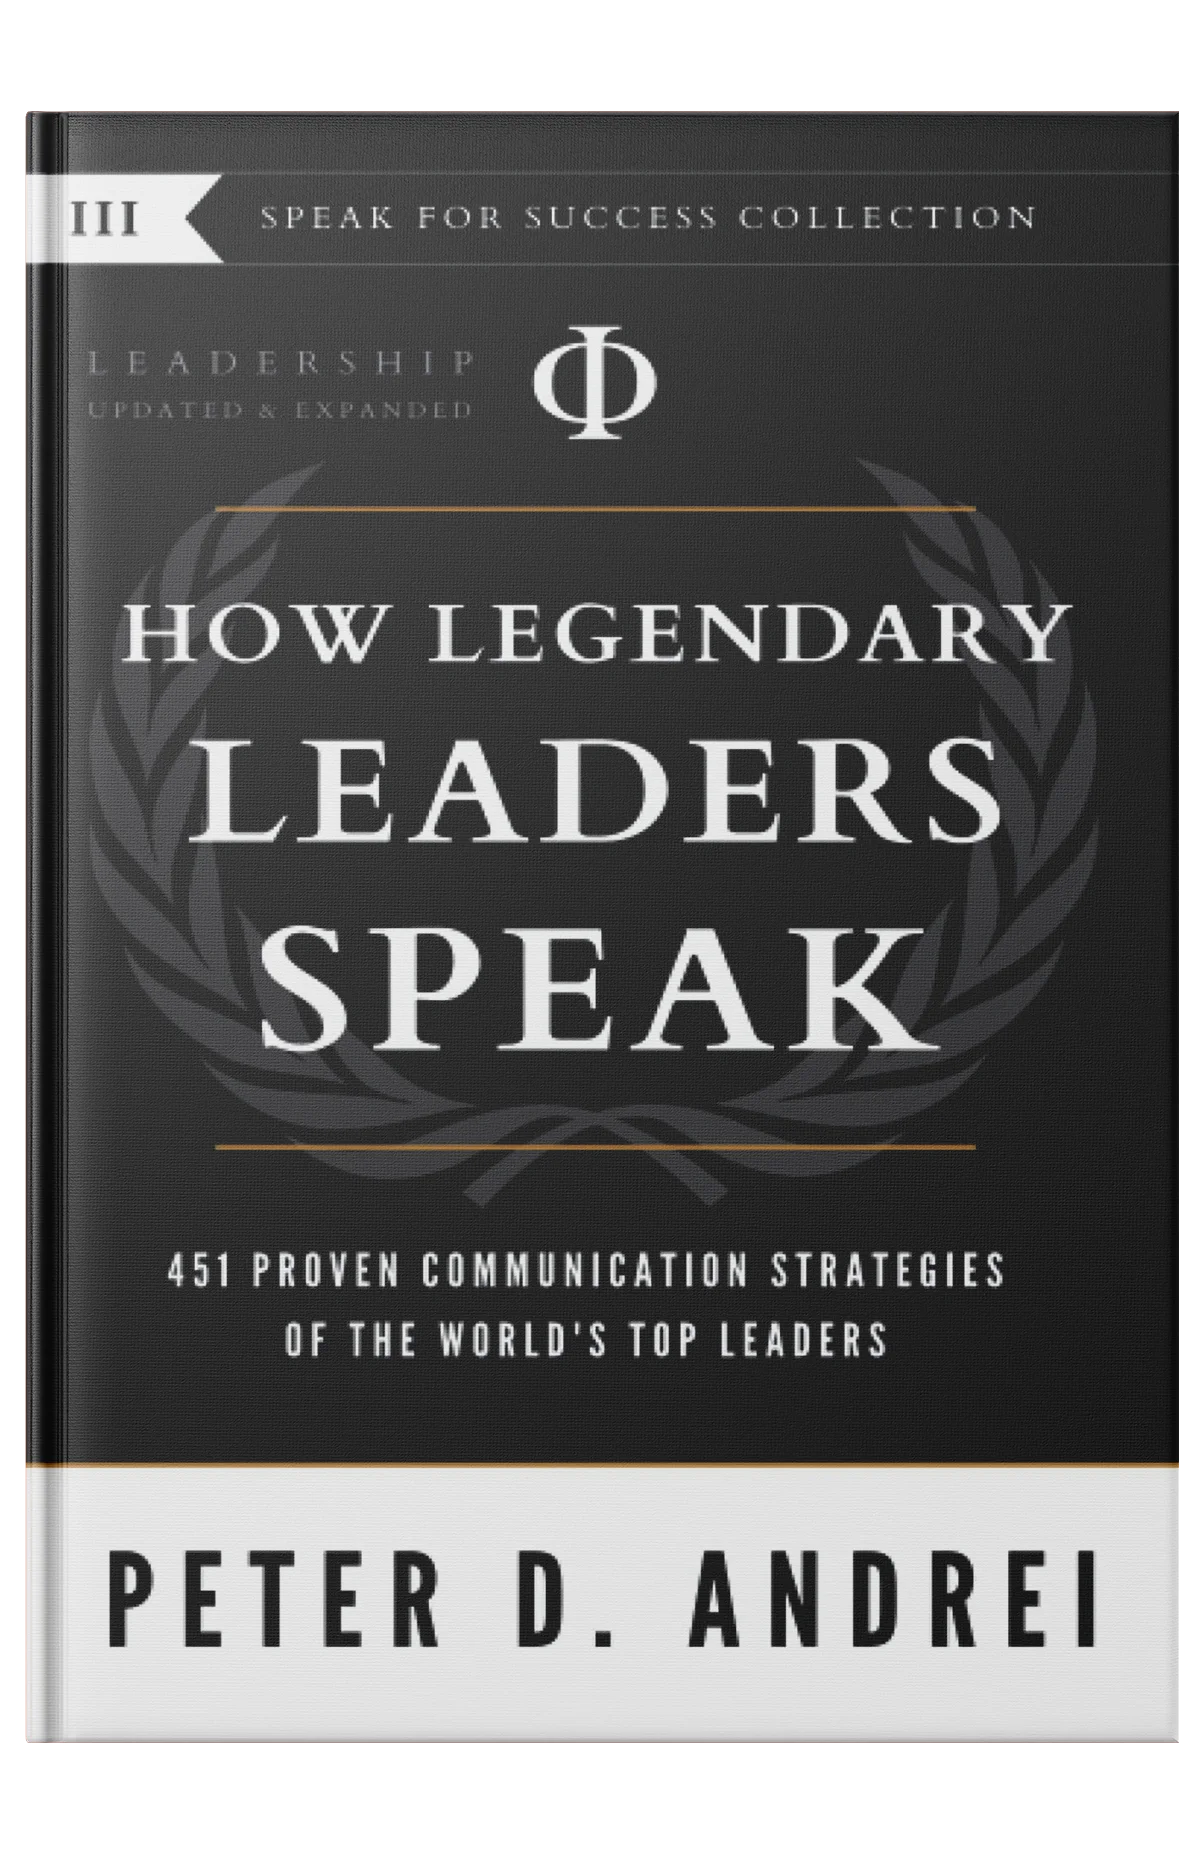 III
SPEAK FOR SUCCESS COLLECTION
LEADERSHIP
UPDATED & EXPANDED
Φ
HOW LEGENDARY
LEADERS
SPEAK
451 PROVEN COMMUNICATION STRATEGIES
OF THE WORLD'S TOP LEADERS
PETER D. ANDREI